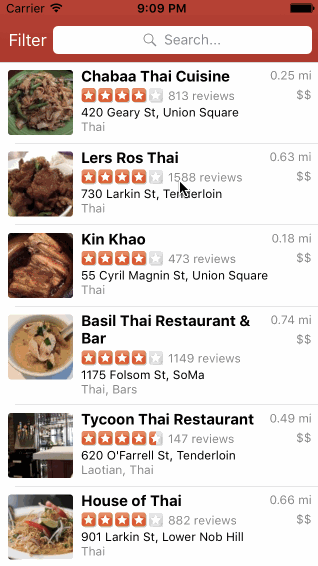 Carrier 9:09 PM
Filter Search...
Chabaa Thai Cuisine 0.25 mi
813 reviews $$
420 Geary St, Union Square
Thai
Lers Ros Thai 0.63 mi
1588 reviews $$
730 Larkin St, Tenderloin
Thai
Kin Khao 0.18 mi
473 reviews $$
55 Cyril Magnin St, Union Square
Thai
Basil Thai Restaurant & 0.74 mi
Bar $$
1149 reviews
1175 Folsom St, SoMa
Thai, Bars
Tycoon Thai Restaurant 0.49 mi
147 reviews $$
620 O'Farrell St, Tenderloin
Laotian, Thai
House of Thai 0.66 mi
882 reviews $$
901 Larkin St, Lower Nob Hill
Thai